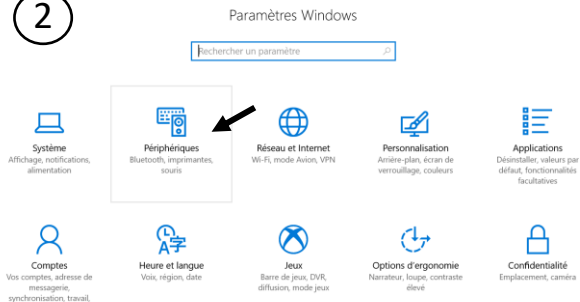 2
Paramètres Windows
Rechercher un paramètre
Système
Affichage, notifications,
alimentation
Périphériques
Bluetooth, imprimantes,
souris
Réseau et Internet
Wi-Fi, mode Avion, VPN
Personnalisation
Arrière-plan, écran de
verrouillage, couleurs
Applications
Désinstaller, valeurs par
défaut, fonctionnalités
facultatives
Comptes
Vos comptes, adresse de
messagerie,
synchronisation, travail,
Heure et langue
Voix, région, date
Jeux
Barre de jeux, DVR,
diffusion, mode jeux
Options d'ergonomie
Narrateur, loupe, contraste
élevé
Confidentialité
Emplacement, caméra